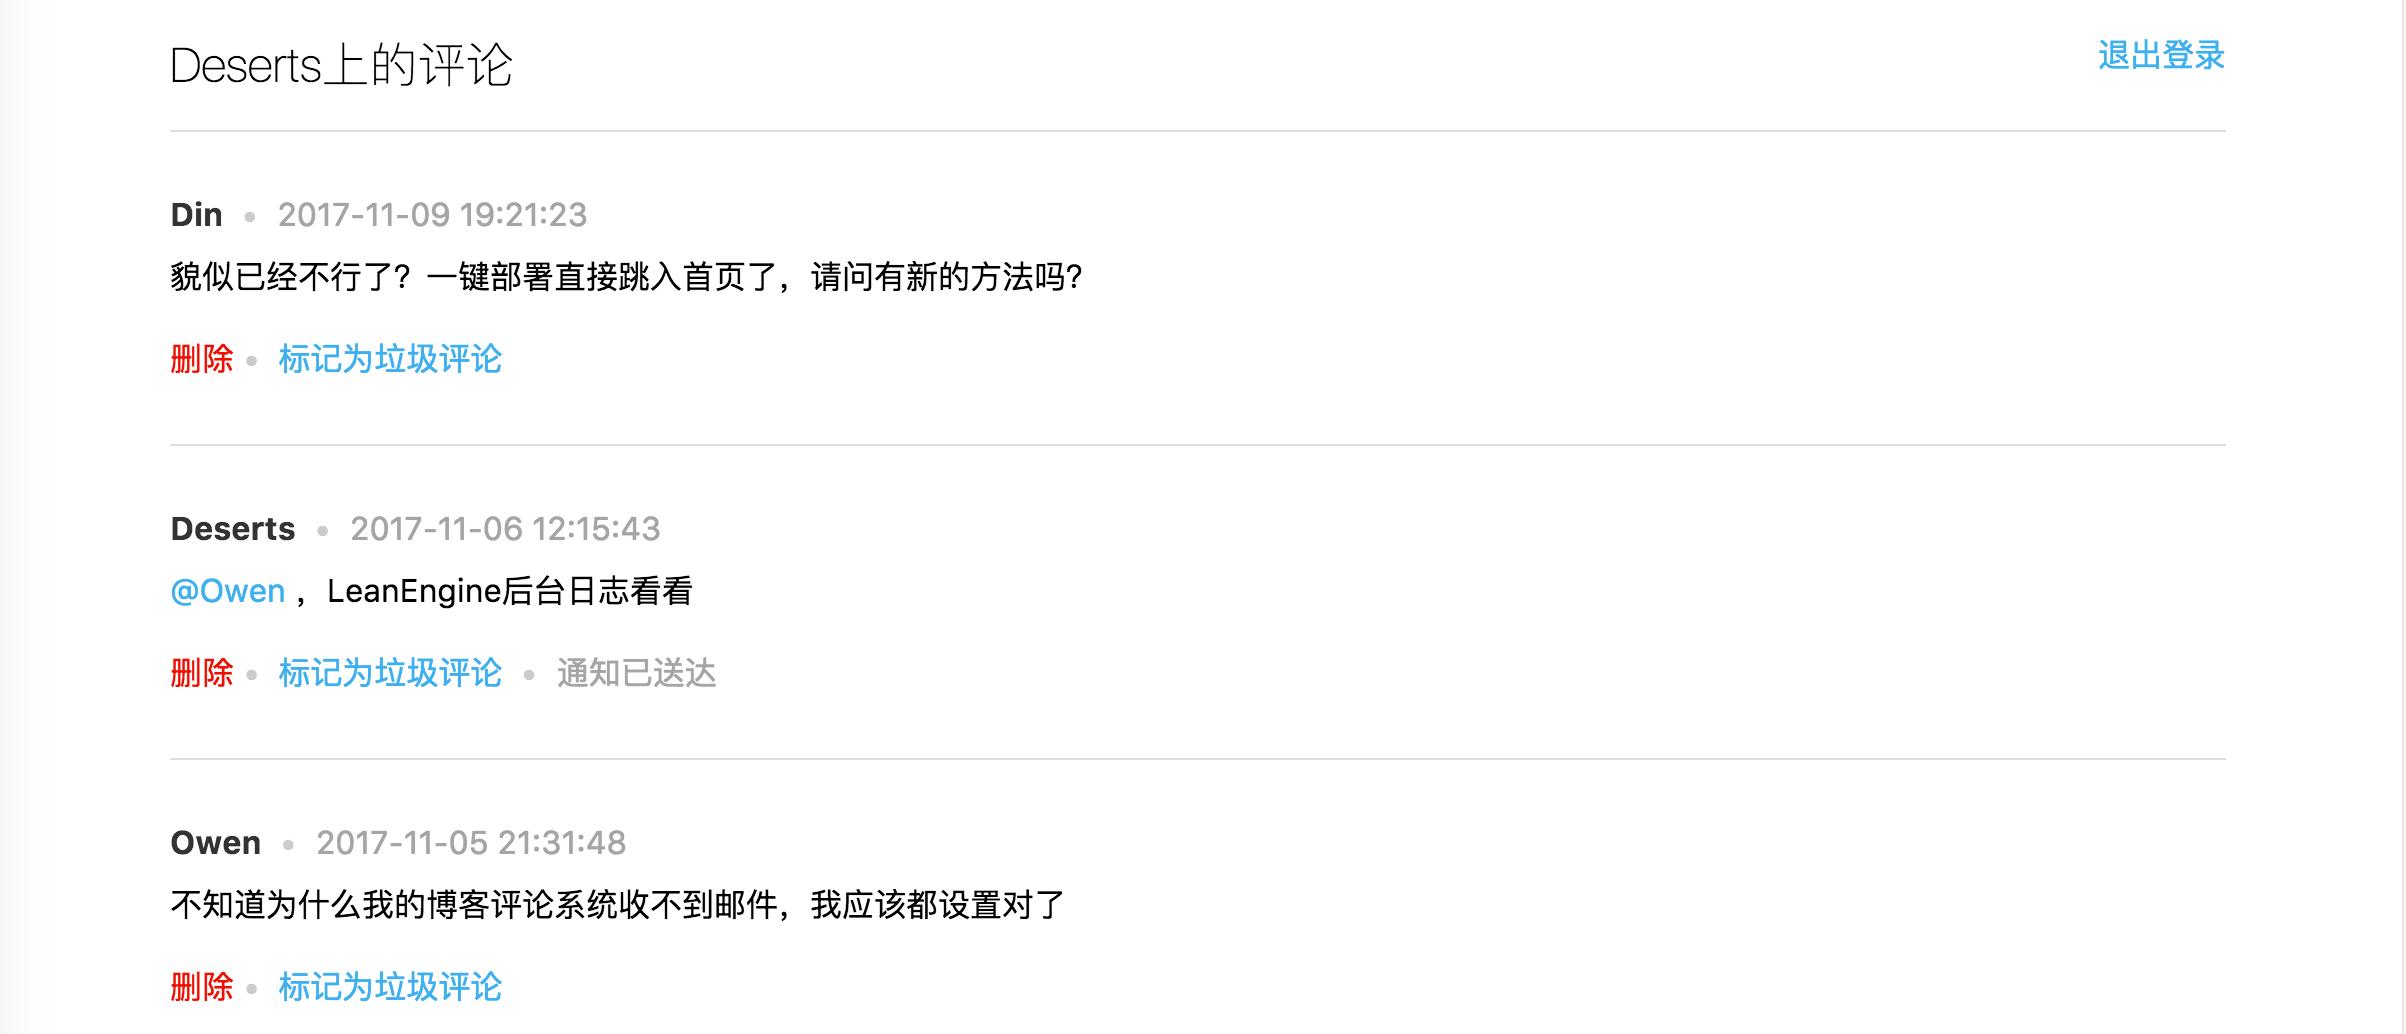 Deserts上的评论
退出登录
Din • 2017-11-09 19:21:23
貌似已经不行了？一键部署直接跳入首页了，请问有新的方法吗？
删除 • 标记为垃圾评论
Deserts • 2017-11-06 12:15:43
@Owen ，LeanEngine后台日志看看
删除 • 标记为垃圾评论 • 通知已送达
Owen • 2017-11-05 21:31:48
不知道为什么我的博客评论系统收不到邮件，我应该都设置对了
删除 • 标记为垃圾评论